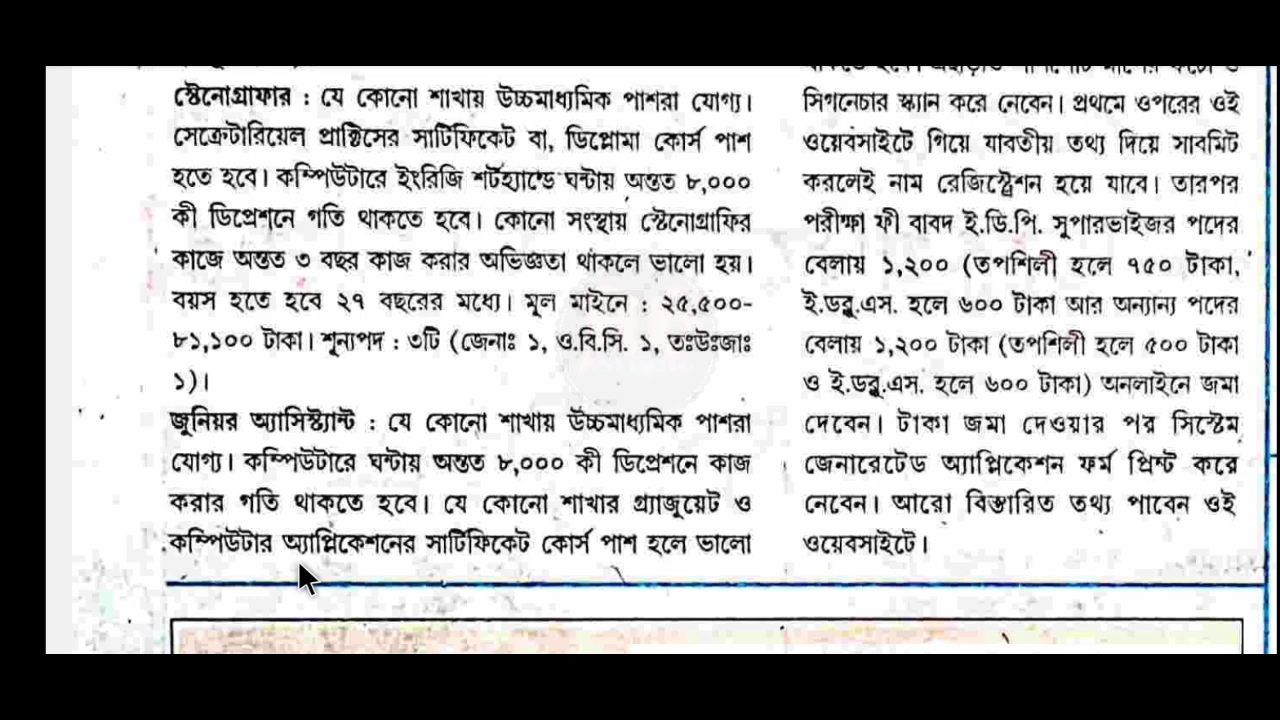 স্টেনোগ্রাফার : যে কোনো শাখায় উচ্চমাধ্যমিক পাশরা যোগ্য।
সেক্রেটারিয়েল প্রাক্টিসের সার্টিফিকেট বা, ডিপ্লোমা কোর্স পাশ
হতে হবে। কম্পিউটারে ইংরিজি শর্টহ্যান্ডে ঘন্টায় অন্তত ৮,০০০
কী ডিপ্রেশনে গতি থাকতে হবে। কোনো সংস্থায় স্টেনোগ্রাফির
কাজে অন্তত ৩ বছর কাজ করার অভিজ্ঞতা থাকলে ভালো হয়।
বয়স হতে হবে ২৭ বছরের মধ্যে। মূল মাইনে : ২৫,৫০০-
৮১,১০০ টাকা। শূন্যপদ : ৩টি (জেনাঃ ১, ও.বি.সি. ১, তঃউঃজাঃ
১)।
জুনিয়র অ্যাসিস্ট্যান্ট : যে কোনো শাখায় উচ্চমাধ্যমিক পাশরা
যোগ্য। কম্পিউটারে ঘন্টায় অন্তত ৮,০০০ কী ডিপ্রেশনে কাজ
করার গতি থাকতে হবে। যে কোনো শাখার গ্র্যাজুয়েট ও
কম্পিউটার অ্যাপ্লিকেশনের সার্টিফিকেট কোর্স পাশ হলে ভালো
সিগনেচার স্ক্যান করে নেবেন। প্রথমে ওপরের ওই
ওয়েবসাইটে গিয়ে যাবতীয় তথ্য দিয়ে সাবমিট
করলেই নাম রেজিস্ট্রেশন হয়ে যাবে। তারপর
পরীক্ষা ফী বাবদ ই.ডি.পি. সুপারভাইজর পদের
বেলায় ১,২০০ (তপশিলী হলে ৭৫০ টাকা,
ই.ডব্লু.এস. হলে ৬০০ টাকা আর অন্যান্য পদের
বেলায় ১,২০০ টাকা (তপশিলী হলে ৫০০ টাকা
ও ই.ডব্লু.এস. হলে ৬০০ টাকা) অনলাইনে জমা
দেবেন। টাকা জমা দেওয়ার পর সিস্টেম
জেনারেটেড অ্যাপ্লিকেশন ফর্ম প্রিন্ট করে
নেবেন। আরো বিস্তারিত তথ্য পাবেন ওই
ওয়েবসাইটে।